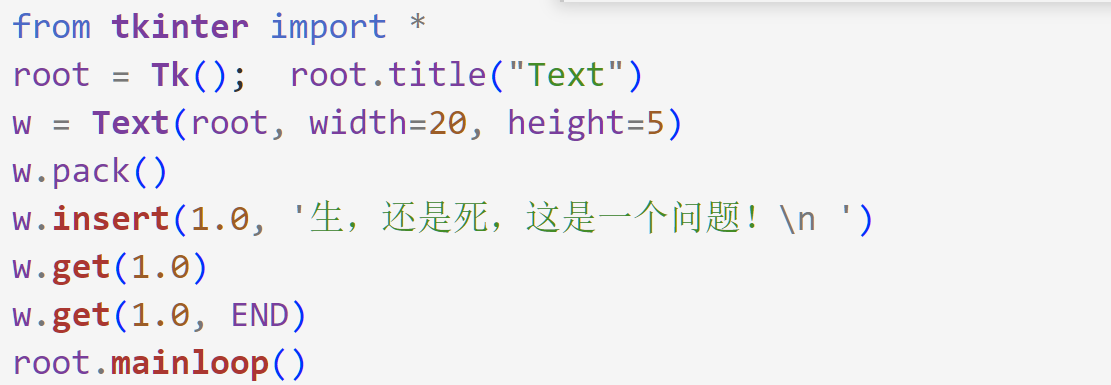 from tkinter import *
root = Tk();  root.title("Text")
w = Text(root, width=20, height=5)
w.pack()
w.insert(1.0, '生，还是死，这是一个问题！\n ')
w.get(1.0)
w.get(1.0, END)
root.mainloop()